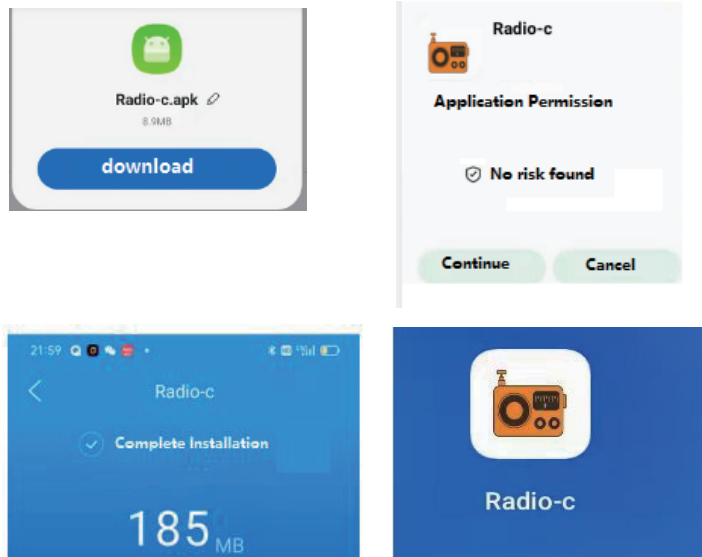 Radio-c.apk
8.9MB
download
Radio-c
Application Permission
No risk found
Continue
Cancel
21:59
Radio-c
Complete Installation
185 MB
Radio-c